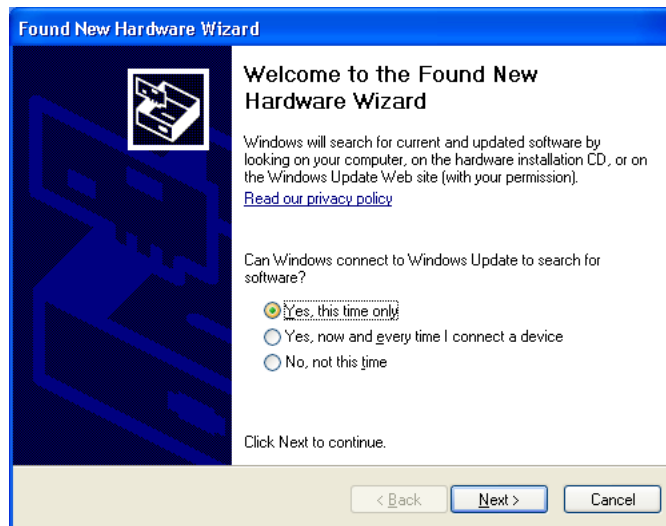 Found New Hardware Wizard
Welcome to the Found New
Hardware Wizard
Windows will search for current and updated software by
looking on your computer, on the hardware installation CD, or on
the Windows Update Web site (with your permission).
Read our privacy policy
Can Windows connect to Windows Update to search for
software?
Yes, this time only
Yes, now and every time I connect a device
No, not this time
Click Next to continue.
< Back
Next >
Cancel